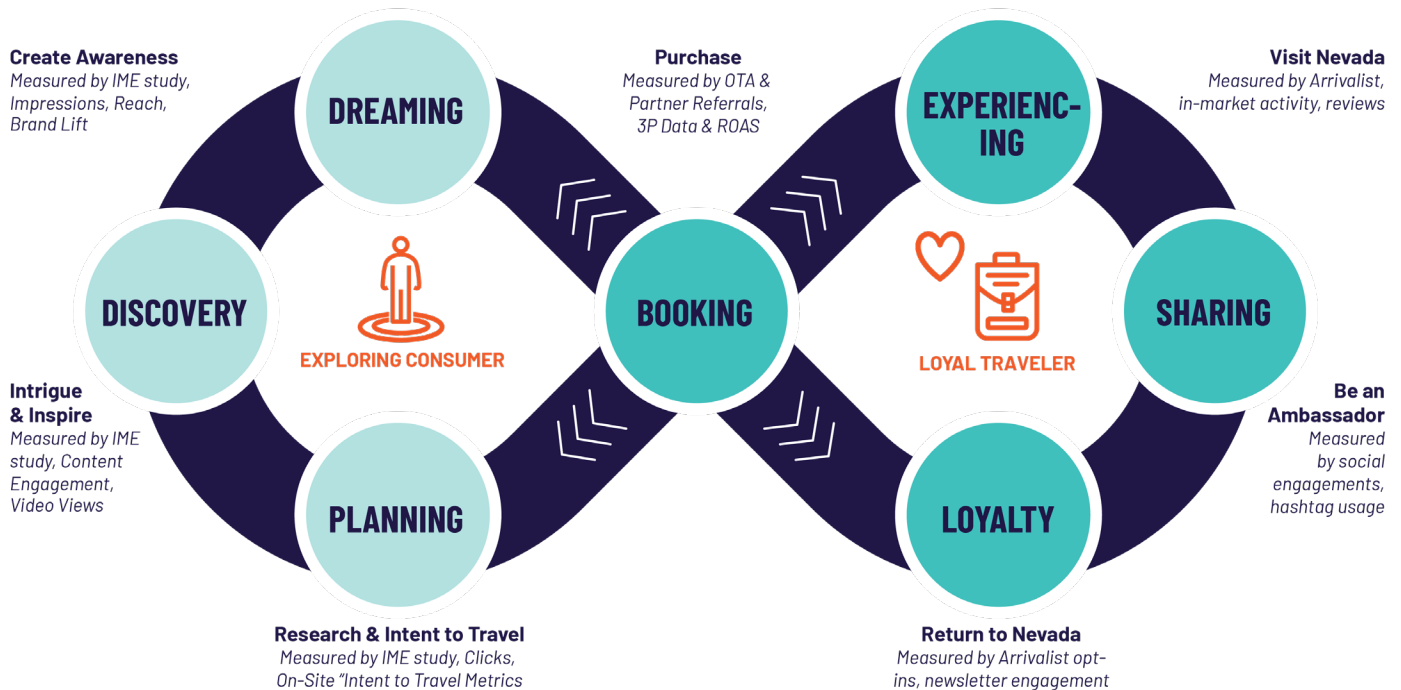 Create Awareness
Measured by IME study,
Impressions, Reach,
Brand Lift
DREAMING
Purchase
Measured by OTA &
Partner Referrals,
3P Data & ROAS
EXPERIENC-
ING
Visit Nevada
Measured by Arrivalist,
in-market activity, reviews
DISCOVERY
EXPLORING CONSUMER
BOOKING
LOYAL TRAVELER
SHARING
Intrigue
& Inspire
Measured by IME
study, Content
Engagement,
Video Views
PLANNING
LOYALTY
Be an
Ambassador
Measured
by social
engagements,
hashtag usage
Research & Intent to Travel
Measured by IME study, Clicks,
On-Site “Intent to Travel Metrics
Return to Nevada
Measured by Arrivalist opt-
ins, newsletter engagement